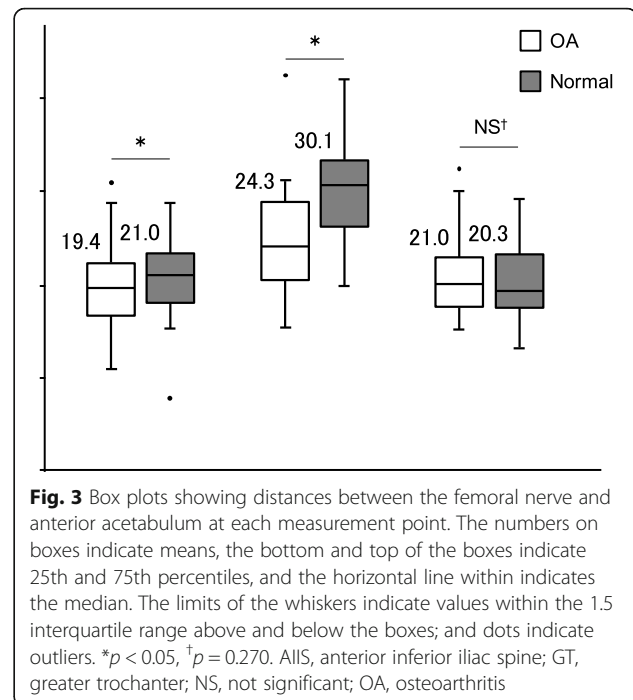 OA
Normal
*
*
NS†
30.1
24.3
19.4
21.0
21.0
20.3
Fig. 3 Box plots showing distances between the femoral nerve and
anterior acetabulum at each measurement point. The numbers on
boxes indicate means, the bottom and top of the boxes indicate
25th and 75th percentiles, and the horizontal line within indicates
the median. The limits of the whiskers indicate values within the 1.5
interquartile range above and below the boxes; and dots indicate
outliers. *p < 0.05, †p = 0.270. AIIS, anterior inferior iliac spine; GT,
greater trochanter; NS, not significant; OA, osteoarthritis